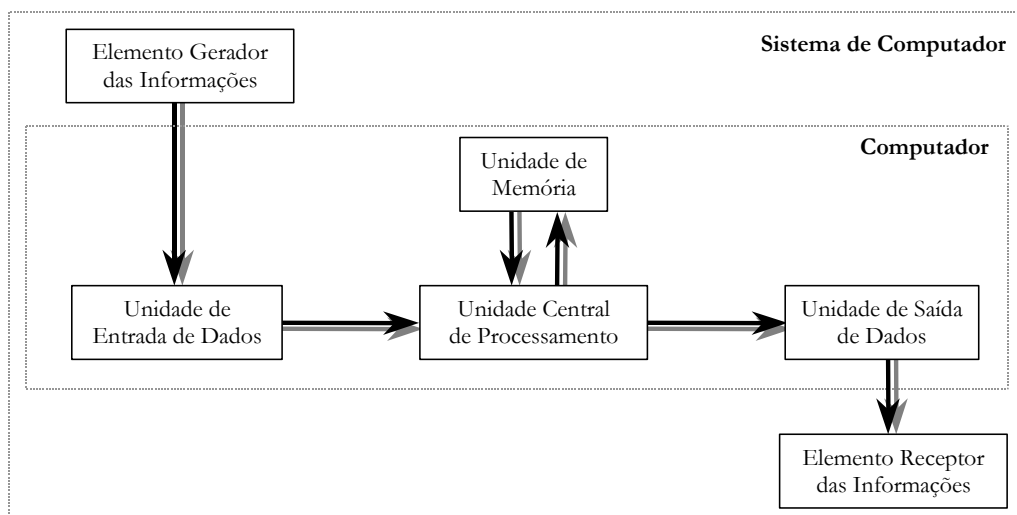 Elemento Gerador
das Informações
Sistema de Computador
Computador
Unidade de
Memória
Unidade de
Entrada de Dados
Unidade Central
de Processamento
Unidade de Saída
de Dados
Elemento Receptor
das Informações